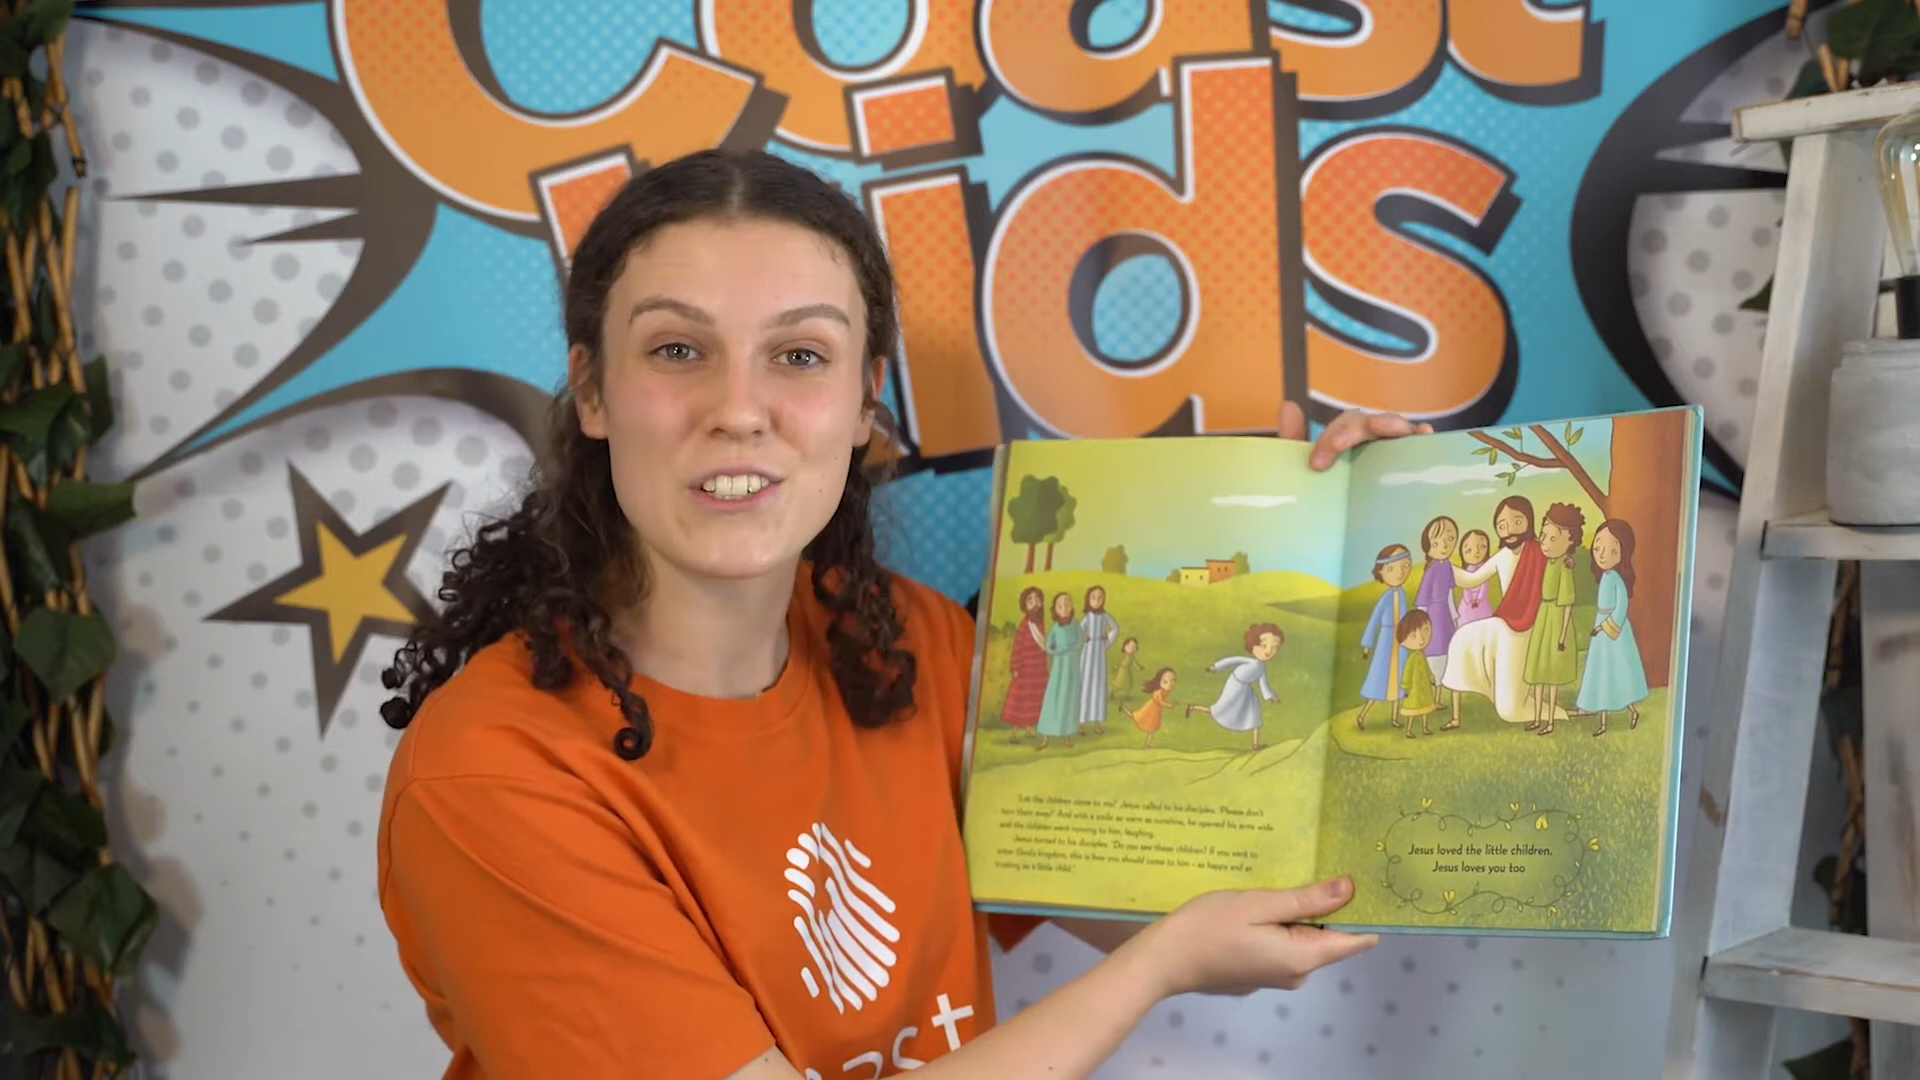 Coast
kids
'Let the children come to me!' Jesus called to his disciples. 'Please don't
turn them away!' And with a smile as warm as sunshine, he opened his arms wide
and the children went running to him, laughing.
Jesus turned to his disciples. 'Do you see these children? If you want to
enter God's kingdom, this is how you should come to him – as happy and as
trusting as a little child.'
Jesus loved the little children.
Jesus loves you too